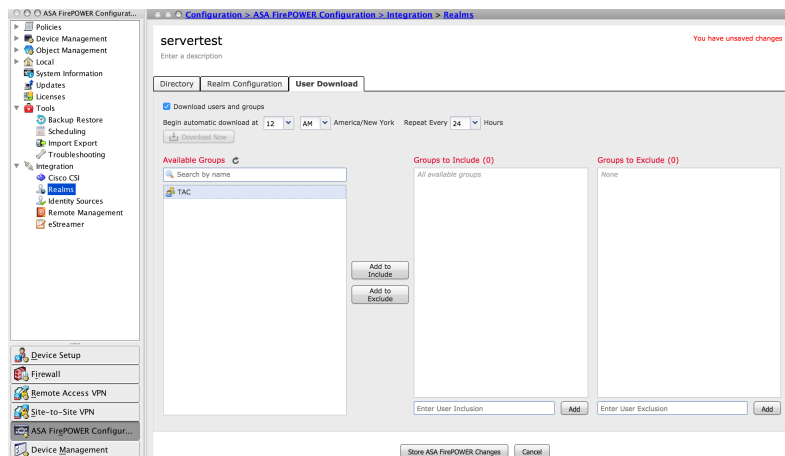 ASA FirePOWER Configurat...
Policies
Device Management
Object Management
Local
System Information
Updates
Licenses
Tools
Backup Restore
Scheduling
Import Export
Troubleshooting
Integration
Cisco CSI
Realms
Identity Sources
Remote Management
eStreamer
Device Setup
Firewall
Remote Access VPN
Site-to-Site VPN
ASA FirePOWER Configur...
Device Management
Configuration > ASA FirePOWER Configuration > Integration > Realms
servertest
You have unsaved changes
Enter a description
Directory Realm Configuration User Download
Download users and groups
Begin automatic download at 12 AM America/New York Repeat Every 24 Hours
Download Now
Available Groups
Search by name
TAC
Add to Include
Add to Exclude
Groups to Include (0)
All available groups
Enter User Inclusion Add
Groups to Exclude (0)
None
Enter User Exclusion Add
Store ASA FirePOWER Changes Cancel